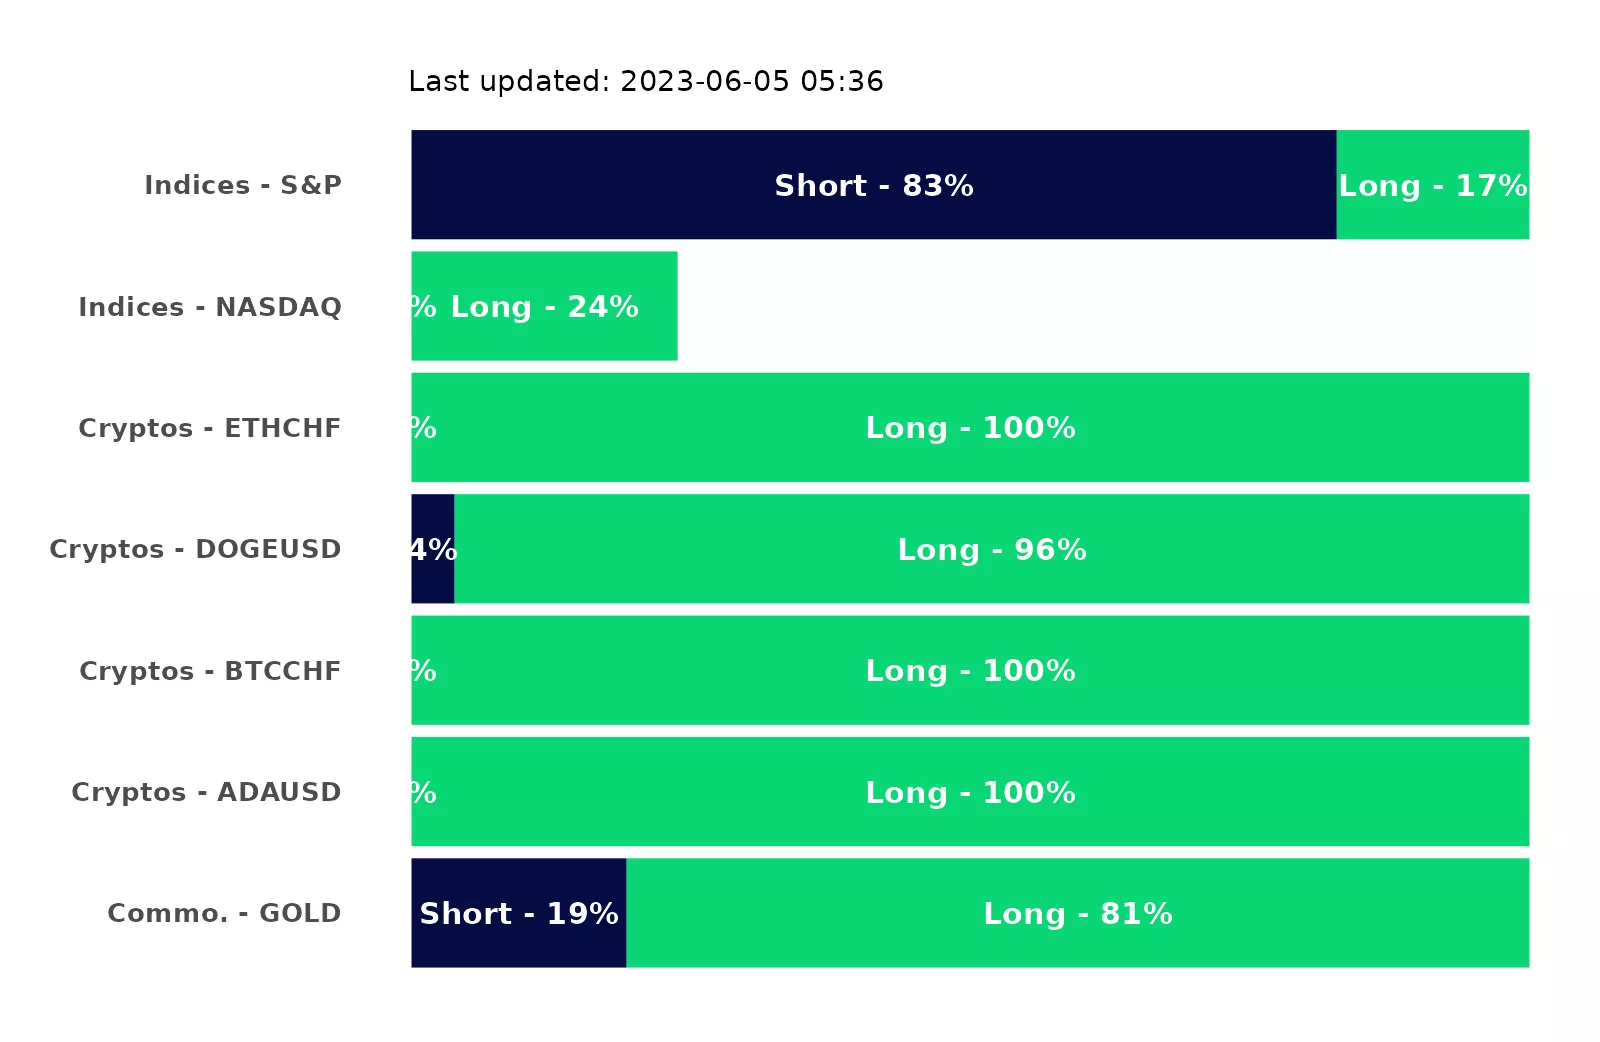 Last updated: 2023-06-05 05:36
Indices - S&P Short - 83% Long - 17%
Indices - NASDAQ % Long - 24%
Cryptos - ETHCHF % Long - 100%
Cryptos - DOGEUSD 4% Long - 96%
Cryptos - BTCCHF % Long - 100%
Cryptos - ADAUSD % Long - 100%
Commo. - GOLD Short - 19% Long - 81%